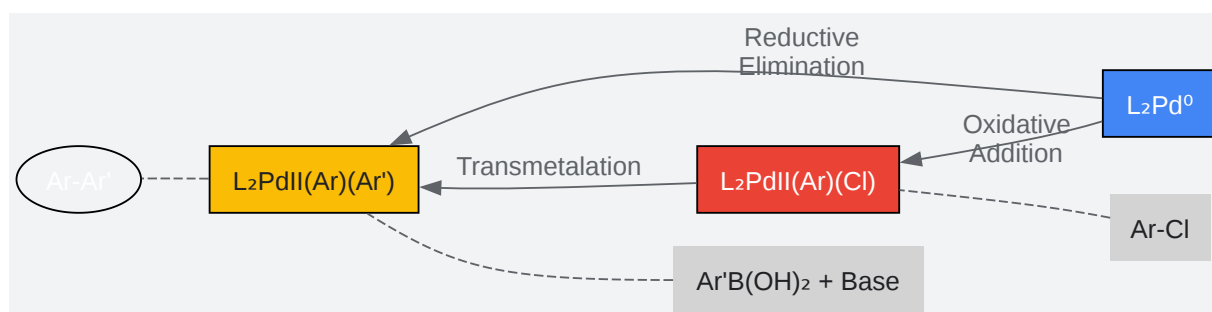 Reductive
Elimination
L₂Pd⁰
Oxidative
Addition
Transmetalation
Ar-Ar'
L₂PdII(Ar)(Ar')
L₂PdII(Ar)(Cl)
Ar-Cl
Ar'B(OH)₂ + Base